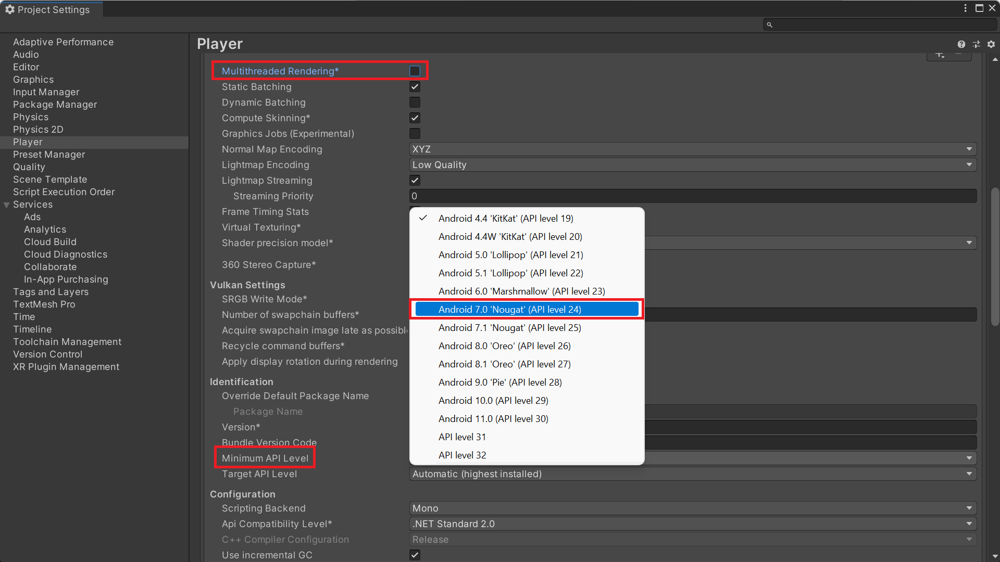 Project Settings
Adaptive Performance
Audio
Editor
Graphics
Input Manager
Package Manager
Physics
Physics 2D
Player
Preset Manager
Quality
Scene Template
Script Execution Order
Services
Ads
Analytics
Cloud Build
Cloud Diagnostics
Collaborate
In-App Purchasing
Tags and Layers
TextMesh Pro
Time
Timeline
Toolchain Management
Version Control
XR Plugin Management
Player
Multithreaded Rendering*
Static Batching
Dynamic Batching
Compute Skinning*
Graphics Jobs (Experimental)
Normal Map Encoding XYZ
Lightmap Encoding Low Quality
Lightmap Streaming
Streaming Priority 0
Frame Timing Stats
Virtual Texturing*
Shader precision model*
360 Stereo Capture*
Vulkan Settings
SRGB Write Mode*
Number of swapchain buffers*
Acquire swapchain image late as possibl
Recycle command buffers*
Apply display rotation during rendering
Identification
Override Default Package Name
Package Name
Version*
Bundle Version Code
Minimum API Level
Target API Level Automatic (highest installed)
Configuration
Scripting Backend Mono
Api Compatibility Level* .NET Standard 2.0
C++ Compiler Configuration Release
Use incremental GC
Android 4.4 'KitKat' (API level 19)
Android 4.4W 'KitKat' (API level 20)
Android 5.0 'Lollipop' (API level 21)
Android 5.1 'Lollipop' (API level 22)
Android 6.0 'Marshmallow' (API level 23)
Android 7.0 'Nougat' (API level 24)
Android 7.1 'Nougat' (API level 25)
Android 8.0 'Oreo' (API level 26)
Android 8.1 'Oreo' (API level 27)
Android 9.0 'Pie' (API level 28)
Android 10.0 (API level 29)
Android 11.0 (API level 30)
API level 31
API level 32